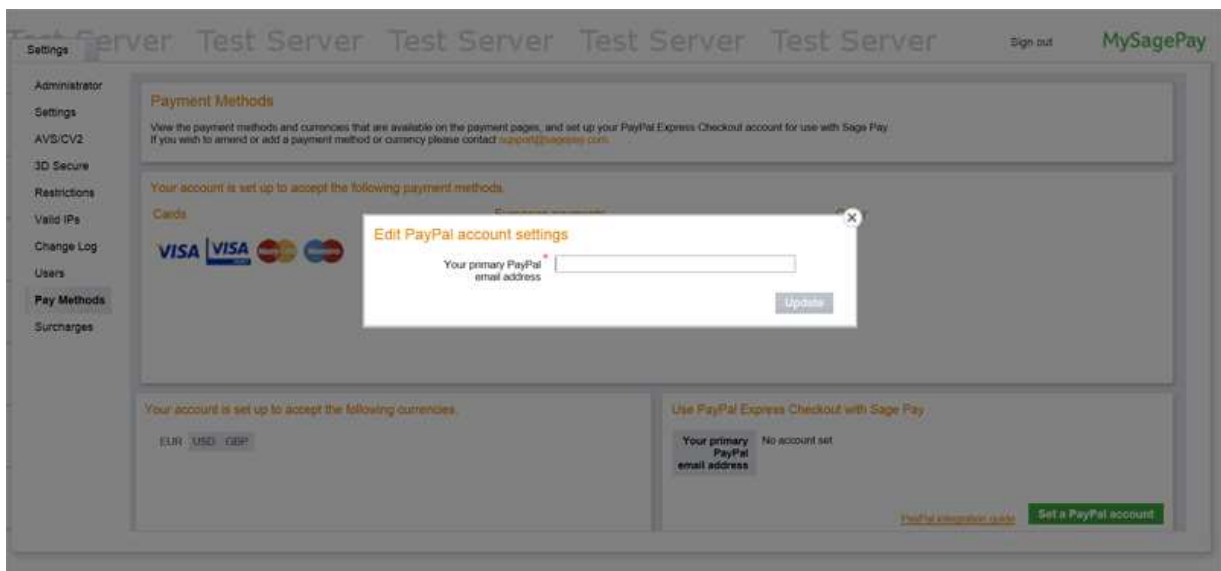 Test Server Test Server Test Server Test Server Test Server
Settings
Sign out
MySagePay
Administrator
Settings
AVS/CV2
3D Secure
Restrictions
Valid IPs
Change Log
Users
Pay Methods
Surcharges
Payment Methods
View the payment methods and currencies that are available on the payment pages, and set up your PayPal Express Checkout account for use with Sage Pay.
If you wish to amend or add a payment method or currency please contact support@sagepay.com
Your account is set up to accept the following payment methods.
Cards
European payments
VISA VISA
Edit PayPal account settings
Your primary PayPal *
email address
Update
Your account is set up to accept the following currencies.
EUR USD GBP
Use PayPal Express Checkout with Sage Pay
Your primary No account set
PayPal
email address
PayPal integration guide
Set a PayPal account